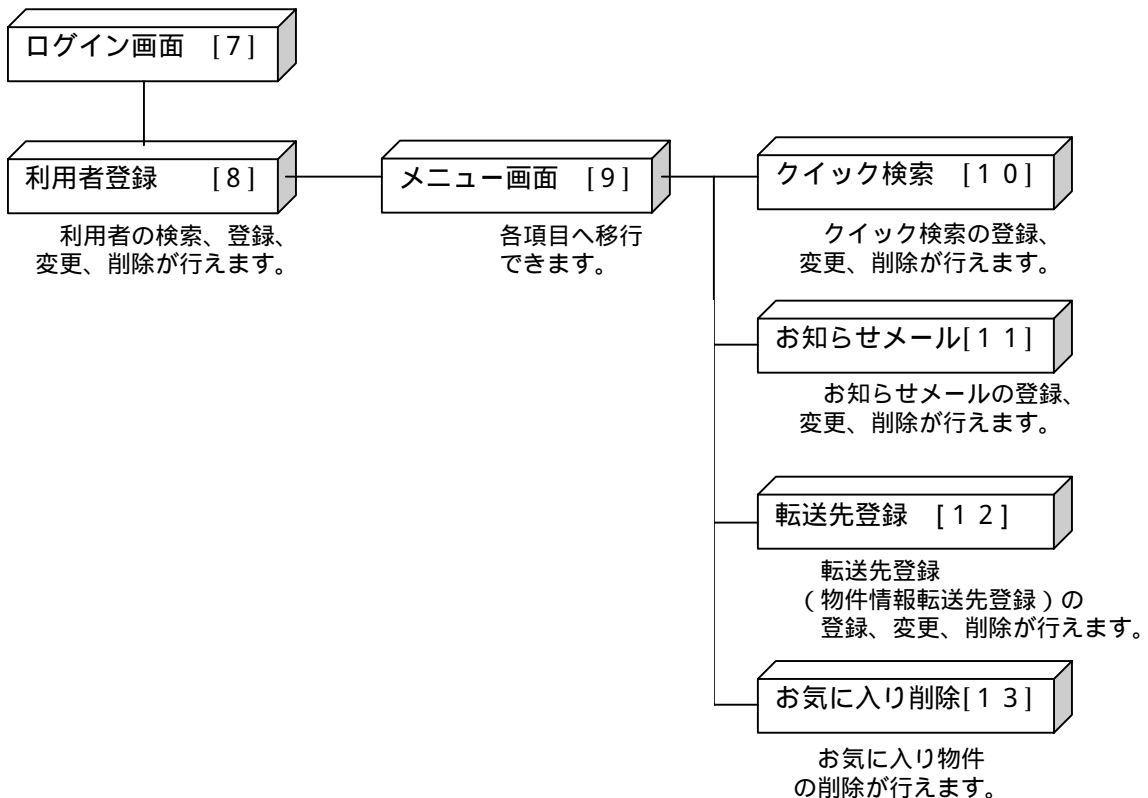 ログイン画面　[７]
利用者登録　　[８]
利用者の検索、登録、
変更、削除が行えます。
メニュー画面　[９]
各項目へ移行
できます。
クイック検索　[１０]
クイック検索の登録、
変更、削除が行えます。
お知らせメール[１１]
お知らせメールの登録、
変更、削除が行えます。
転送先登録　[１２]
転送先登録
（物件情報転送先登録）の
登録、変更、削除が行えます。
お気に入り削除[１３]
お気に入り物件
の削除が行えます。